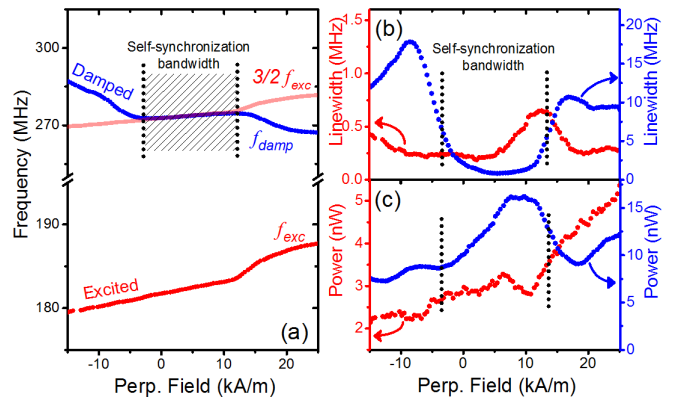 315
Self-synchronization
bandwidth
Damped
3/2 f_exc
f_damp
270
Frequency (MHz)
190
180
Excited
f_exc
(a)
-10 0 10 20
Perp. Field (kA/m)
1.5
1.0
0.5
0.0
Linewidth (MHz)
(b)
Self-synchronization
bandwidth
20
15
10
5
0
Linewidth (MHz)
5
4
3
2
Power (nW)
(c)
15
10
5
0
Power (nW)
-10 0 10 20
Perp. Field (kA/m)